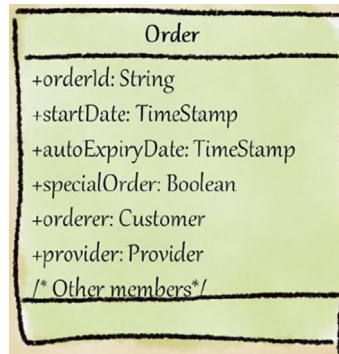 Order
+orderId: String
+startDate: TimeStamp
+autoExpiryDate: TimeStamp
+specialOrder: Boolean
+orderer: Customer
+provider: Provider
/* Other members*/